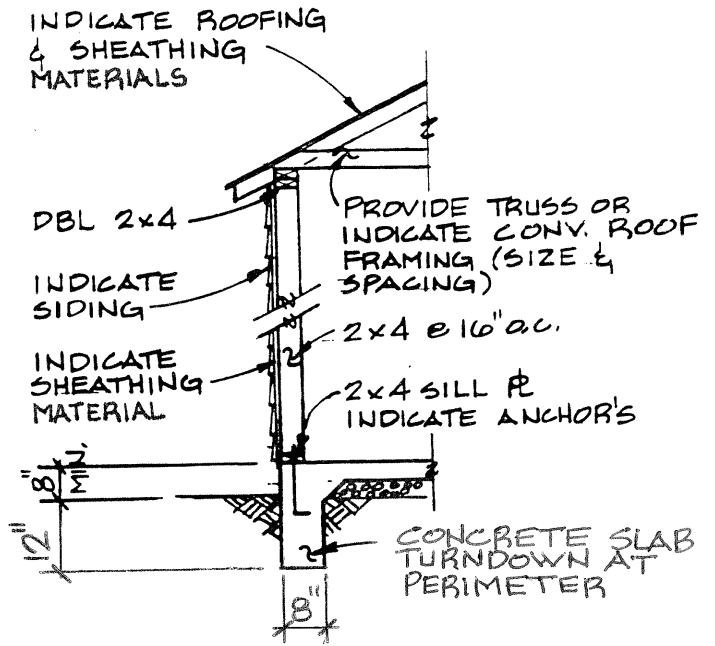 INDICATE ROOFING
& SHEATHING
MATERIALS
DBL 2x4
PROVIDE TRUSS OR
INDICATE CONV. ROOF
FRAMING (SIZE &
SPACING)
INDICATE
SIDING
2x4 @ 16" O.C.
INDICATE
SHEATHING
MATERIAL
2x4 SILL PL
INDICATE ANCHOR'S
8"
MIN.
12"
CONCRETE SLAB
TURNDOWN AT
PERIMETER
8"